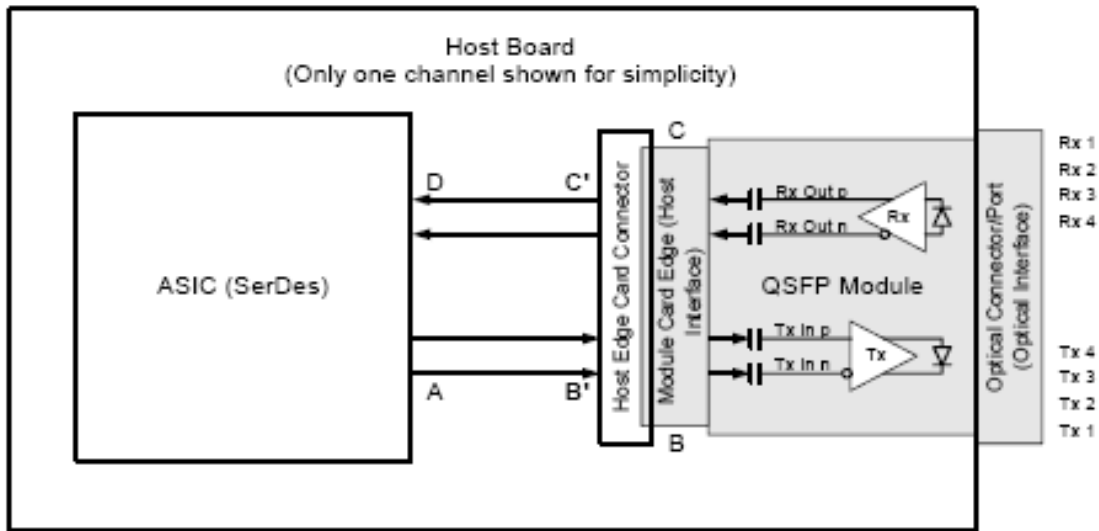 Host Board
(Only one channel shown for simplicity)
C
Rx 1
Rx 2
Rx 3
Rx 4
D
C'
Rx Out p
Rx
Rx Out n
ASIC (SerDes)
Host Edge Card Connector
Module Card Edge (Host
Interface)
QSFP Module
Optical Connector/Port
(Optical Interface)
Tx In p
Tx
Tx In n
A
B'
B
Tx 4
Tx 3
Tx 2
Tx 1